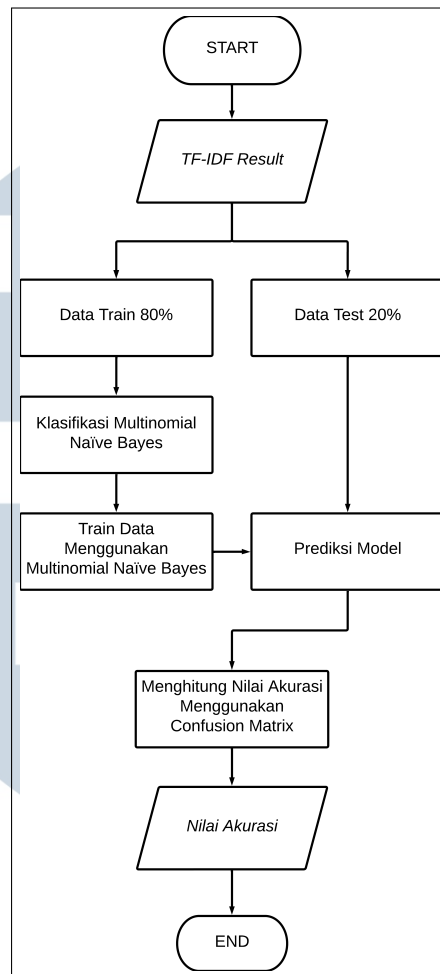 START
TF-IDF Result
Data Train 80%
Data Test 20%
Klasifikasi Multinomial
Naïve Bayes
Train Data
Menggunakan
Multinomial Naïve Bayes
Prediksi Model
Menghitung Nilai Akurasi
Menggunakan
Confusion Matrix
Nilai Akurasi
END